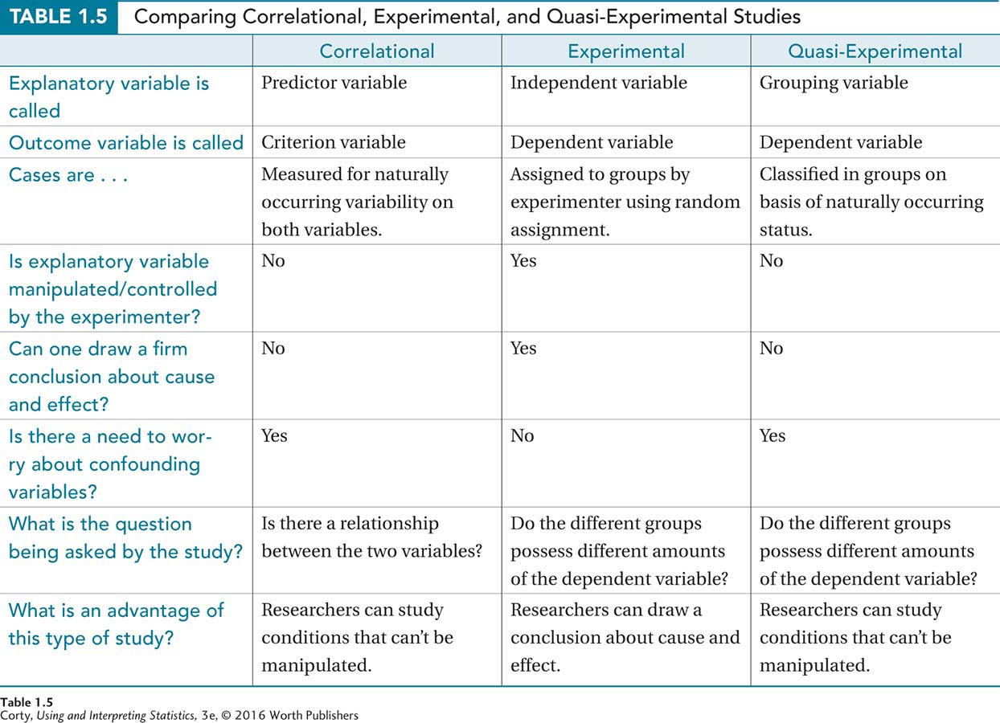 TABLE 1.5 Comparing Correlational, Experimental, and Quasi-Experimental Studies
Correlational Experimental Quasi-Experimental
Explanatory variable is
called
Predictor variable
Independent variable
Grouping variable
Outcome variable is called
Criterion variable
Dependent variable
Dependent variable
Cases are . . .
Measured for naturally
occurring variability on
both variables.
Assigned to groups by
experimenter using random
assignment.
Classified in groups on
basis of naturally occurring
status.
Is explanatory variable
manipulated/controlled
by the experimenter?
No
Yes
No
Can one draw a firm
conclusion about cause
and effect?
No
Yes
No
Is there a need to wor-
ry about confounding
variables?
Yes
No
Yes
What is the question
being asked by the study?
Is there a relationship
between the two variables?
Do the different groups
possess different amounts
of the dependent variable?
Do the different groups
possess different amounts
of the dependent variable?
What is an advantage of
this type of study?
Researchers can study
conditions that can’t be
manipulated.
Researchers can draw a
conclusion about cause and
effect.
Researchers can study
conditions that can’t be
manipulated.
Table 1.5
Corty, Using and Interpreting Statistics, 3e, © 2016 Worth Publishers